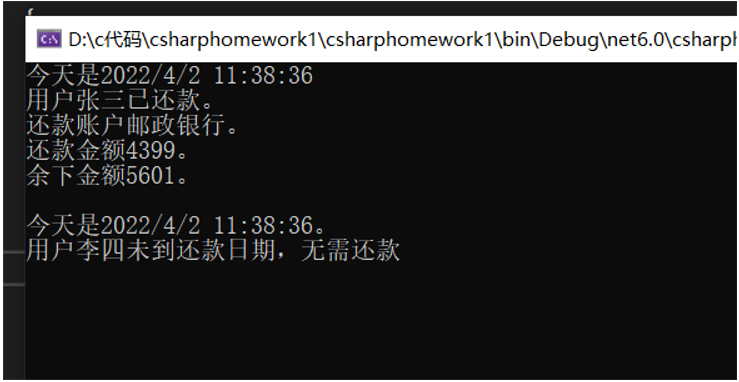 D:\c代码\csharphomework1\csharphomework1\bin\Debug\net6.0\csharph
今天是2022/4/2 11:38:36
用户张三已还款。
还款账户邮政银行。
还款金额4399。
余下金额5601。
今天是2022/4/2 11:38:36。
用户李四未到还款日期，无需还款